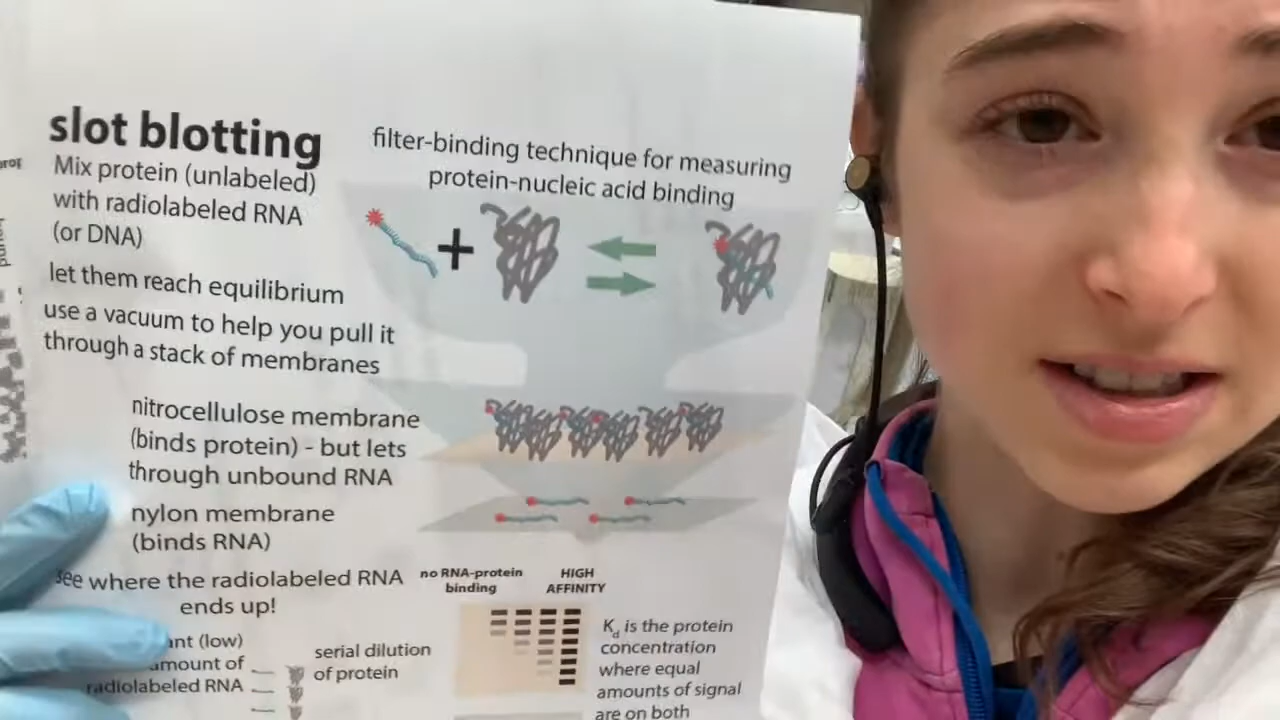 slot blotting
Mix protein (unlabeled)
with radiolabeled RNA
(or DNA)
let them reach equilibrium
use a vacuum to help you pull it
through a stack of membranes
filter-binding technique for measuring
protein-nucleic acid binding
+
nitrocellulose membrane
(binds protein) - but lets
through unbound RNA
nylon membrane
(binds RNA)
see where the radiolabeled RNA
ends up!
no RNA-protein
binding
HIGH
AFFINITY
(low)
amount of
radiolabeled RNA
serial dilution
of protein
Kd is the protein
concentration
where equal
amounts of signal
are on both